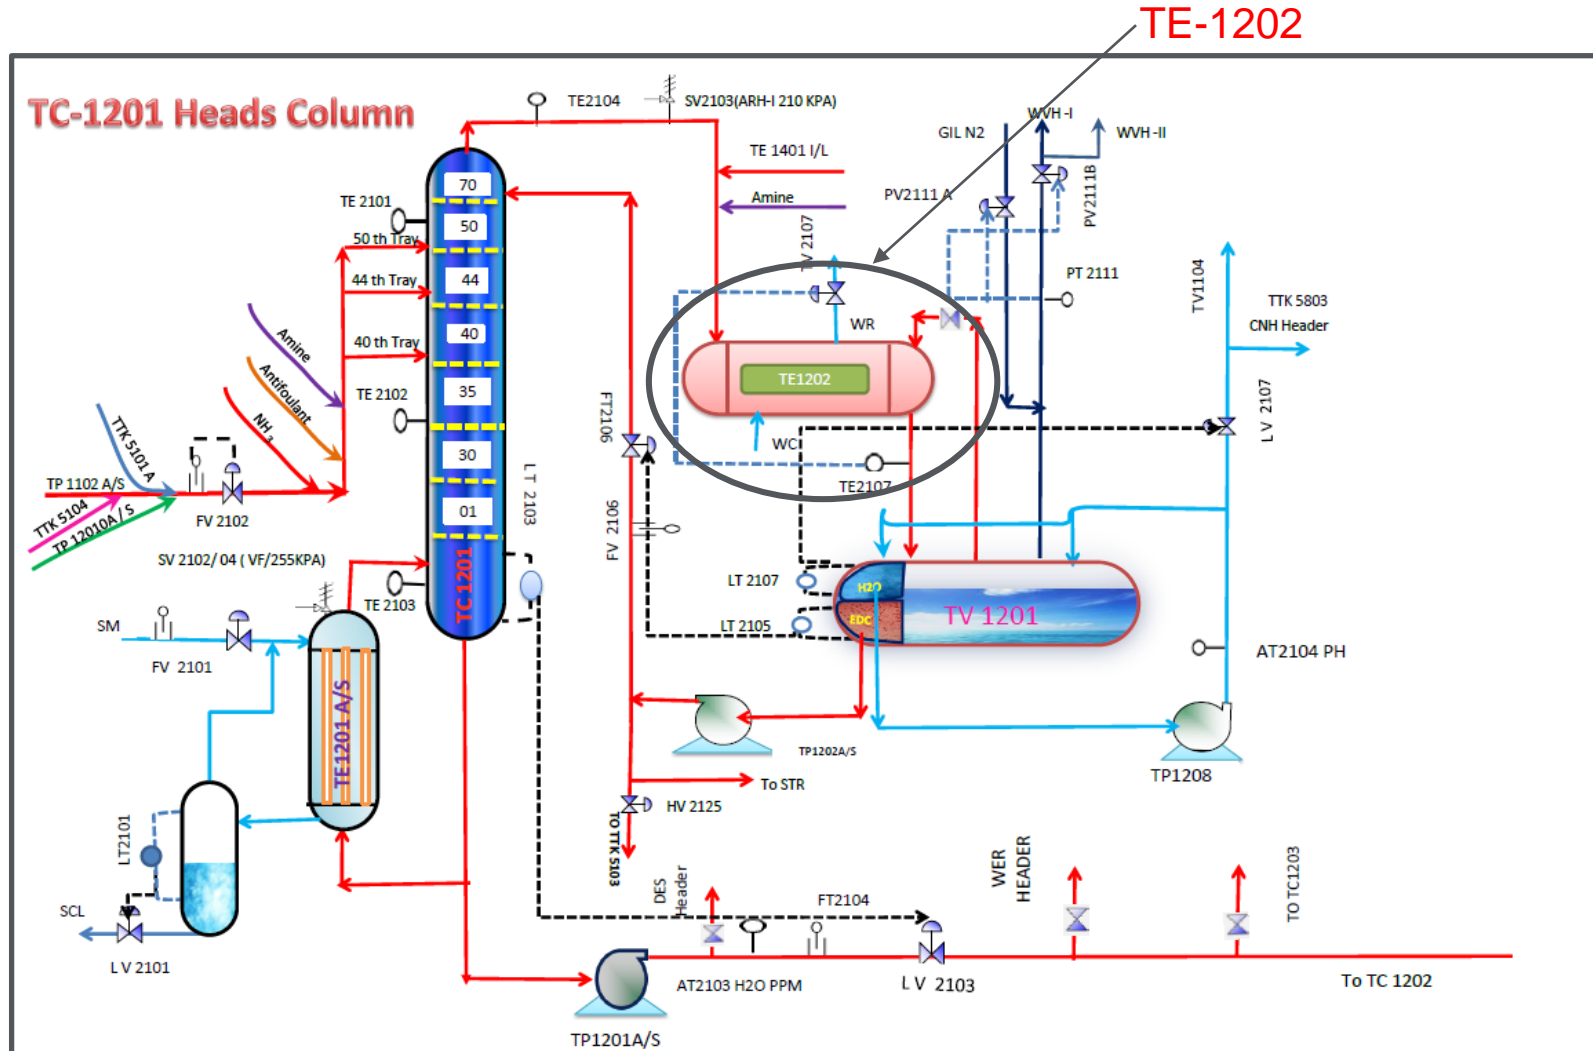 TE-1202
TC-1201 Heads Column
TE2104
SV2103(ARH-I 210 KPA)
GIL N2
WVH -I
WVH -II
TE 1401 I/L
Amine
PV2111 A
PV2111B
TE 2101
70
50
50 th Tray
TV 2107
PT 2111
TV1104
TTK 5803
CNH Header
44 th Tray
44
WR
Amine
40
40 th Tray
TE1202
Antifoulant
35
TE 2102
FT2106
LV 2107
NH3
TTK 5101 A
30
WC
TP 1102 A/S
TE2107
LT 2103
TTK 5104
01
FV 2102
TP 12010A / S
FV 2106
SV 2102/ 04 ( VF/255KPA)
TC 1201
TE 2103
LT 2107
H2O
LT 2105
EDC
TV 1201
SM
FV 2101
AT2104 PH
TE1201 A/S
TP1202A/S
TP1208
To STR
HV 2125
LT2101
TO TTK 5103
DES
Header
FT2104
WER
HEADER
TO TC1203
SCL
L V 2101
AT2103 H2O PPM
L V 2103
To TC 1202
TP1201A/S